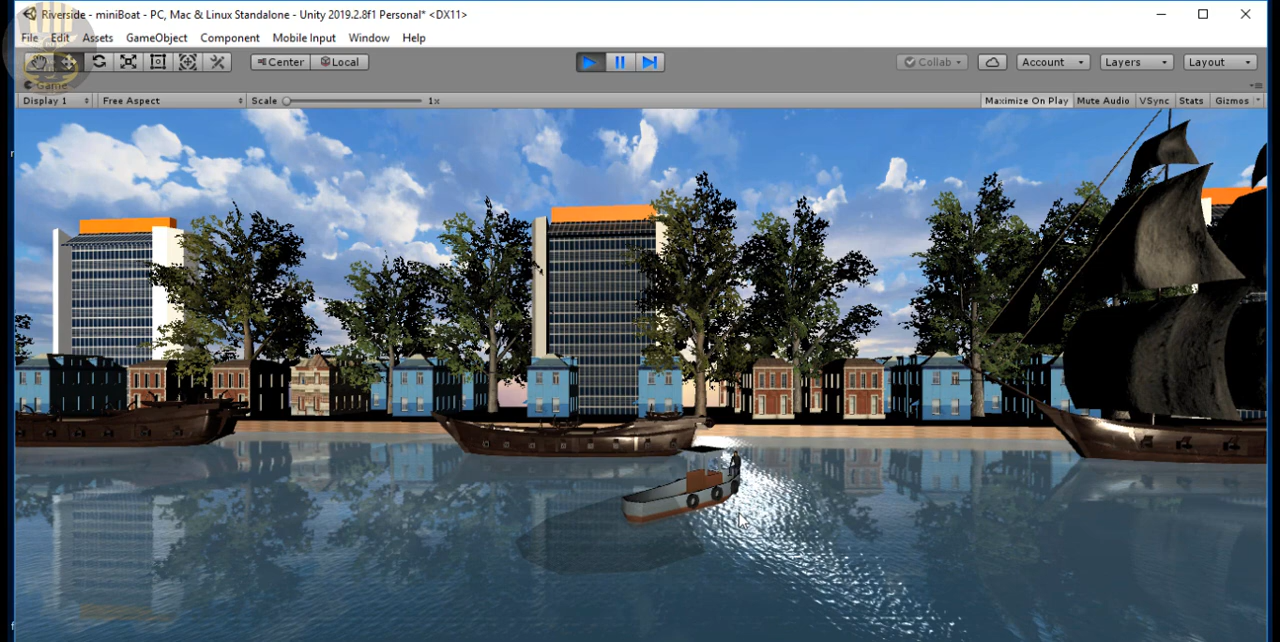 Riverside - miniBoat - PC, Mac & Linux Standalone - Unity 2019.2.8f1 Personal* <DX11>
File Edit Assets GameObject Component Mobile Input Window Help
Center Local Collab Account Layers Layout
Game
Display 1 Free Aspect Scale 1x Maximize On Play Mute Audio VSync Stats Gizmos